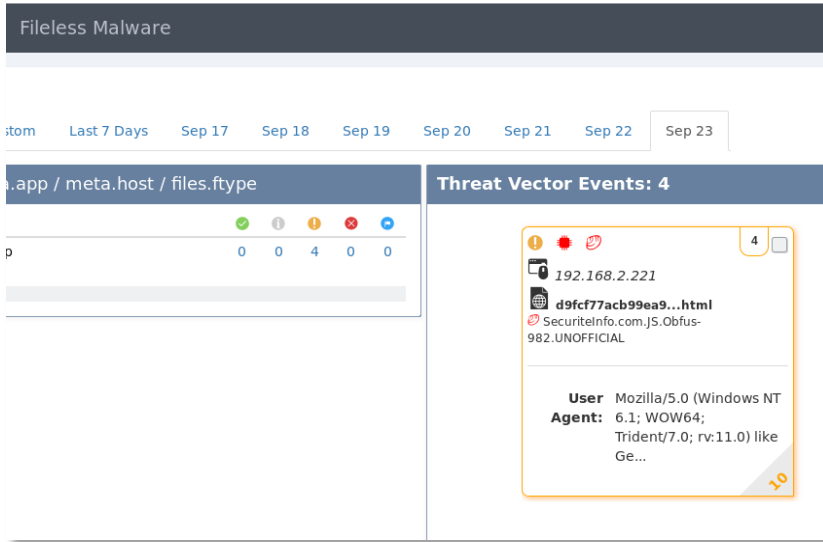 Fileless Malware
stom Last 7 Days Sep 17 Sep 18 Sep 19 Sep 20 Sep 21 Sep 22 Sep 23
a.app / meta.host / files.ftype
p 0 0 4 0 0
Threat Vector Events: 4
4
192.168.2.221
d9fcf77acb99ea9...html
SecuriteInfo.com.JS.Obfus-
982.UNOFFICIAL
User Mozilla/5.0 (Windows NT
Agent: 6.1; WOW64;
Trident/7.0; rv:11.0) like
Ge...
10